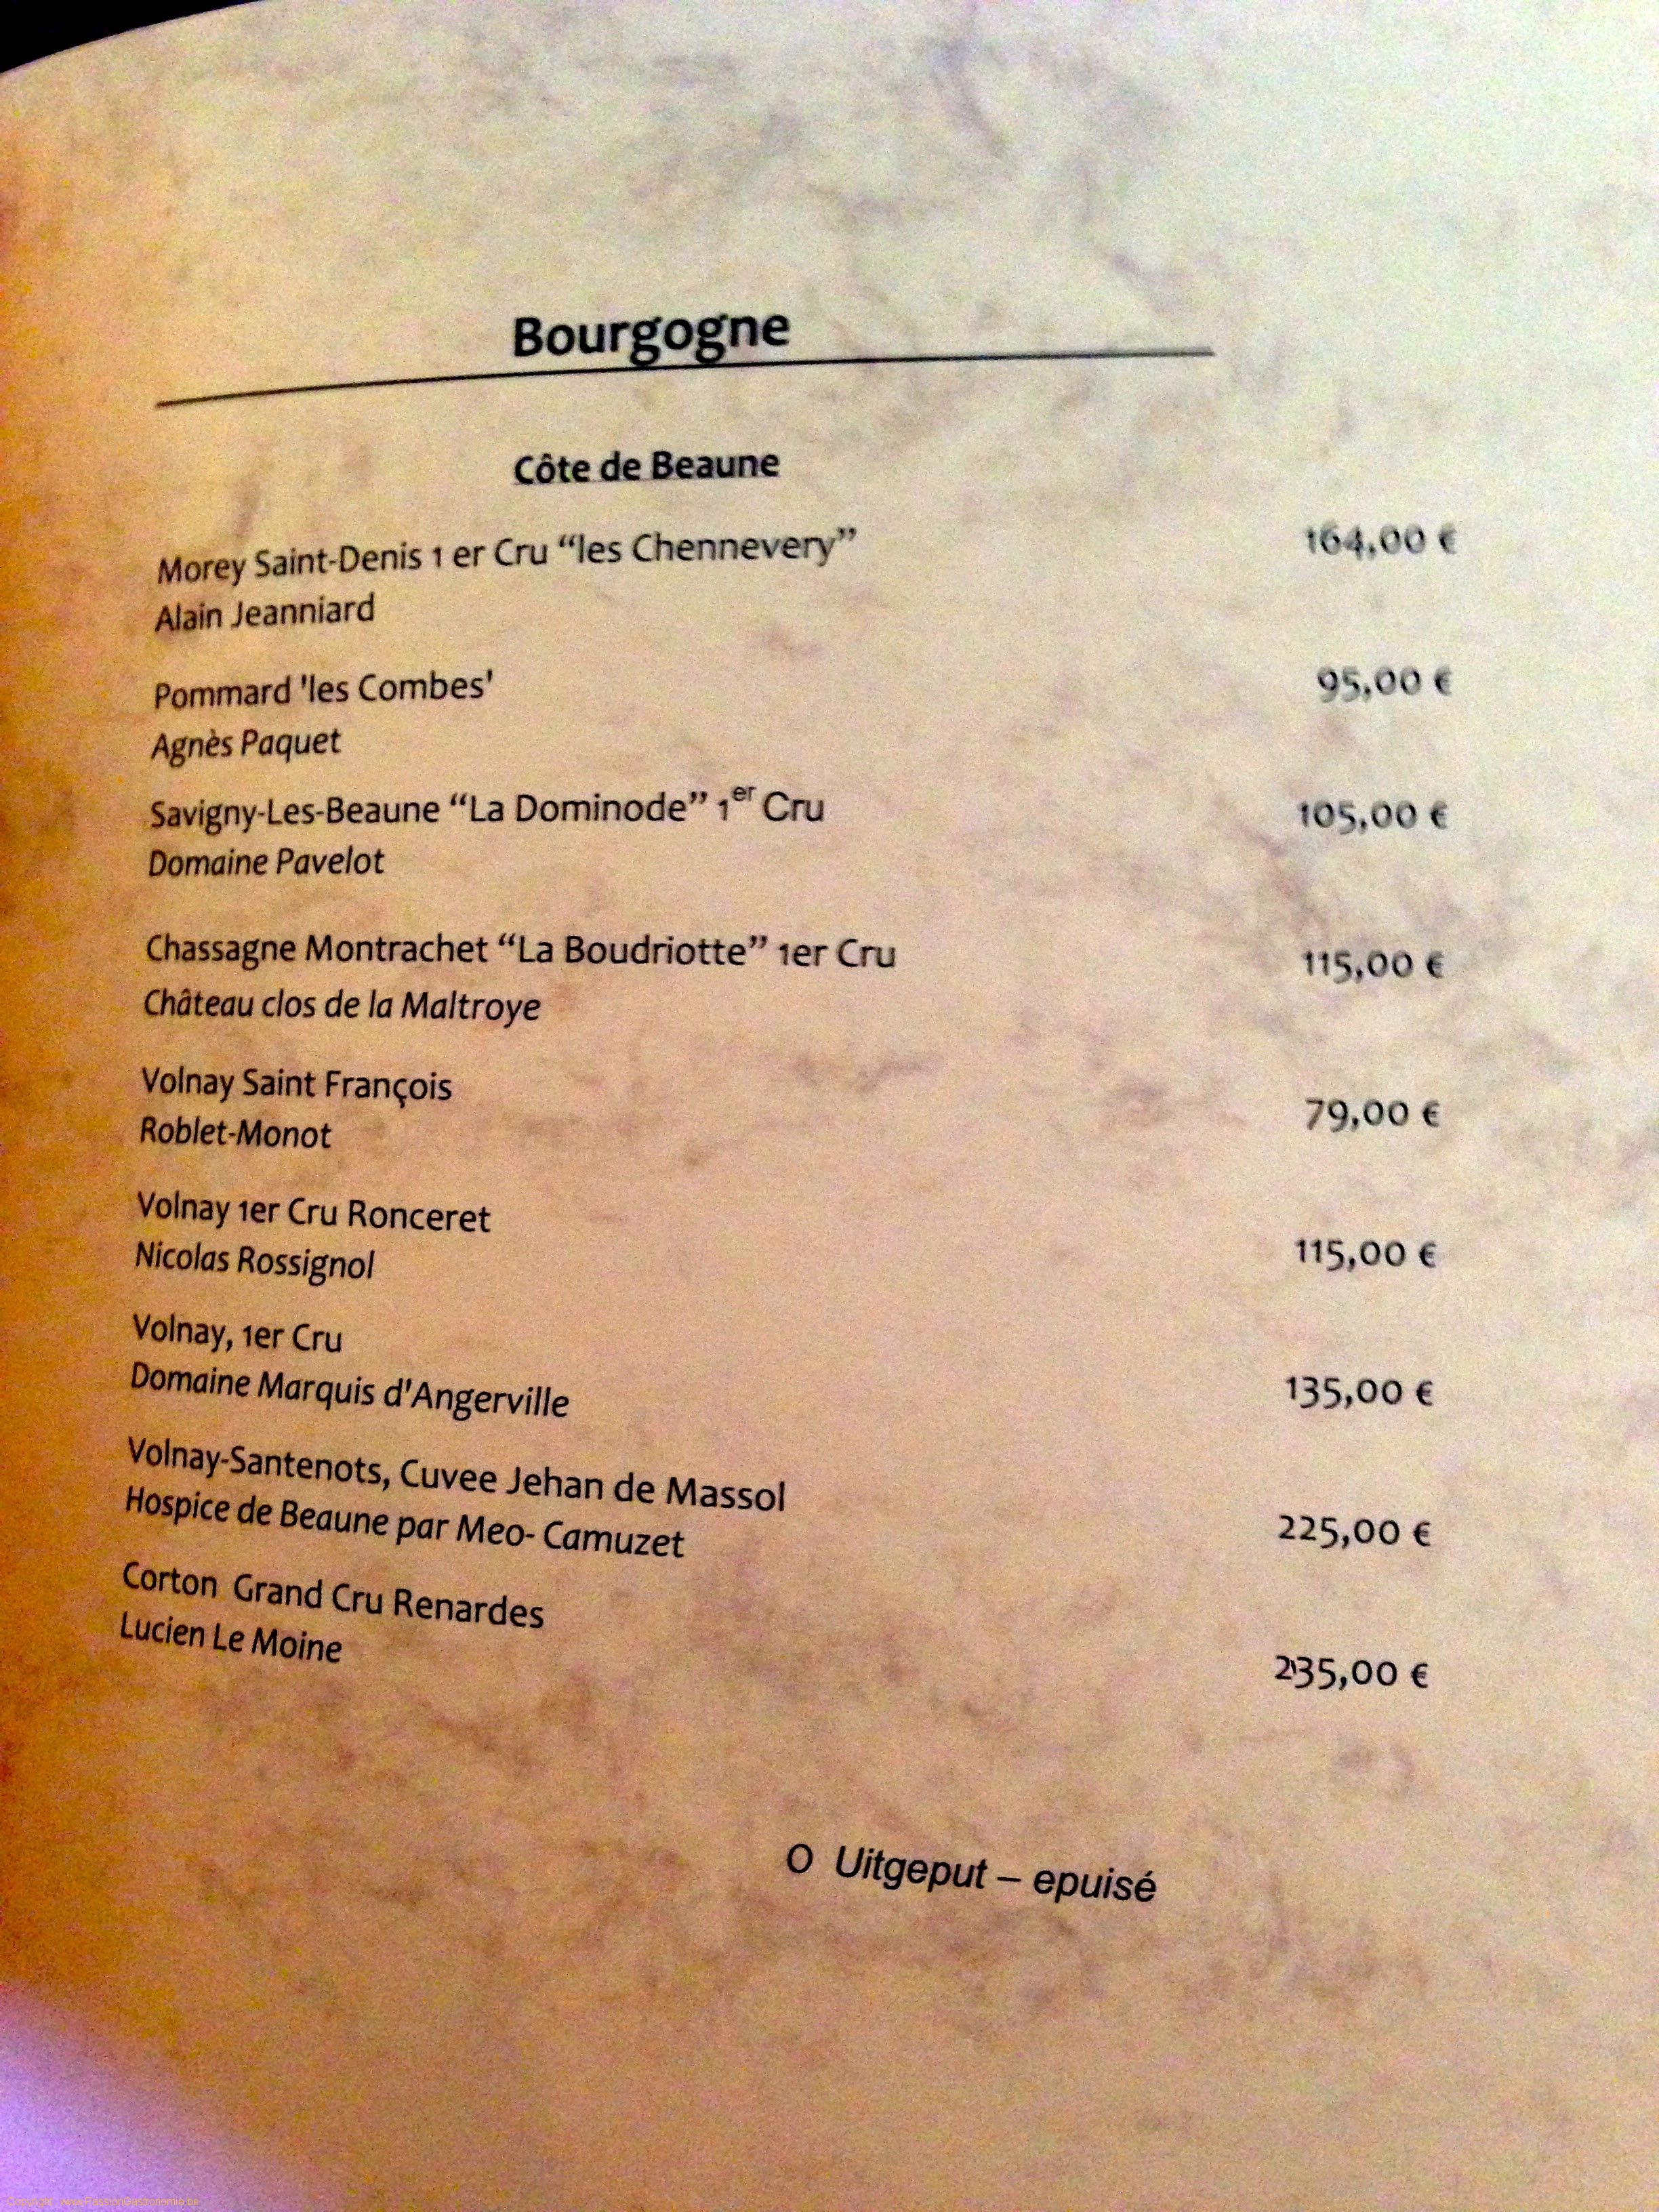 Bourgogne
Côte de Beaune
Morey Saint-Denis 1 er Cru “les Chennevery” 164,00 €
Alain Jeanniard
Pommard 'les Combes' 95,00 €
Agnès Paquet
Savigny-Les-Beaune “La Dominode” 1er Cru 105,00 €
Domaine Pavelot
Chassagne Montrachet “La Boudriotte” 1er Cru 115,00 €
Château clos de la Maltroye
Volnay Saint François 79,00 €
Roblet-Monot
Volnay 1er Cru Ronceret 115,00 €
Nicolas Rossignol
Volnay, 1er Cru 135,00 €
Domaine Marquis d'Angerville
Volnay-Santenots, Cuvee Jehan de Massol 225,00 €
Hospice de Beaune par Meo- Camuzet
Corton Grand Cru Renardes 235,00 €
Lucien Le Moine
O Uitgeput – epuisé